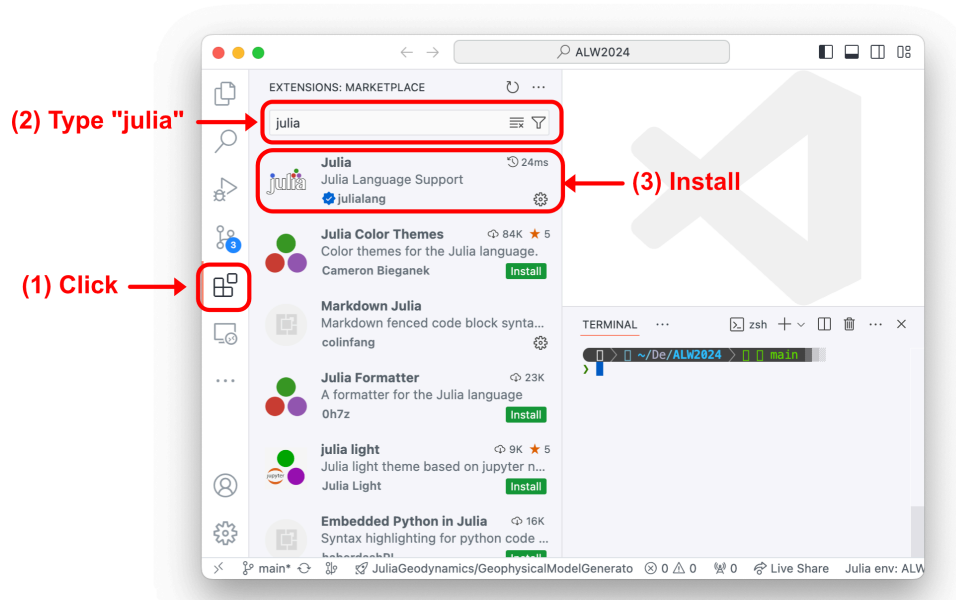 ALW2024
EXTENSIONS: MARKETPLACE
(2) Type "julia"
julia
Julia
24ms
Julia Language Support
julialang
(3) Install
julia
Julia Color Themes 84K ★ 5
Color themes for the Julia language.
Cameron Bieganek Install
3
(1) Click
Markdown Julia
Markdown fenced code block synta...
colinfang
TERMINAL ... zsh
~/De/ALW2024 main
❯
Julia Formatter 23K
A formatter for the Julia language
0h7z Install
julia light 9K ★ 5
jupyter
Julia light theme based on jupyter n...
Julia Light Install
Embedded Python in Julia 16K
Syntax highlighting for python code ...
Install
main* JuliaGeodynamics/GeophysicalModelGenerato 0 0 0 Live Share Julia env: ALW